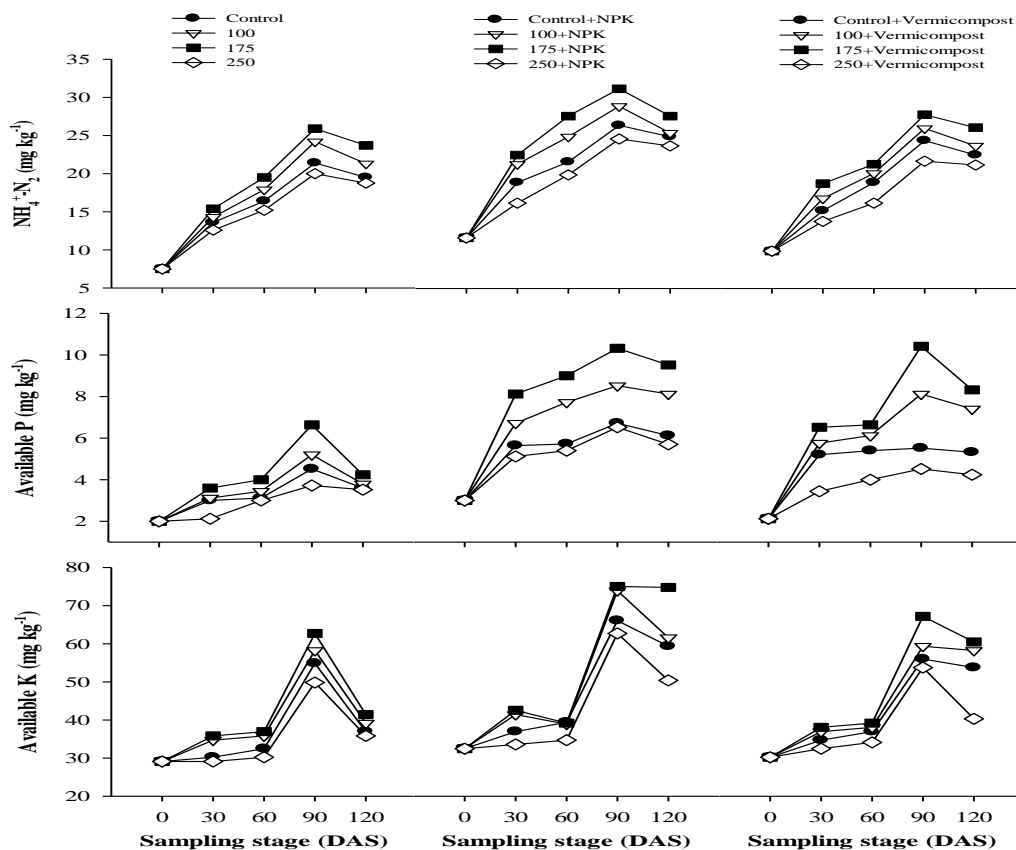 Control
100
175
250
Control+NPK
100+NPK
175+NPK
250+NPK
Control+Vermicompost
100+Vermicompost
175+Vermicompost
250+Vermicompost
NH₄⁺-N₂ (mg kg⁻¹)
35
30
25
20
15
10
5
Available P (mg kg⁻¹)
12
10
8
6
4
2
Available K (mg kg⁻¹)
80
70
60
50
40
30
20
0 30 60 90 120 0 30 60 90 120 0 30 60 90 120
Sampling stage (DAS) Sampling stage (DAS) Sampling stage (DAS)